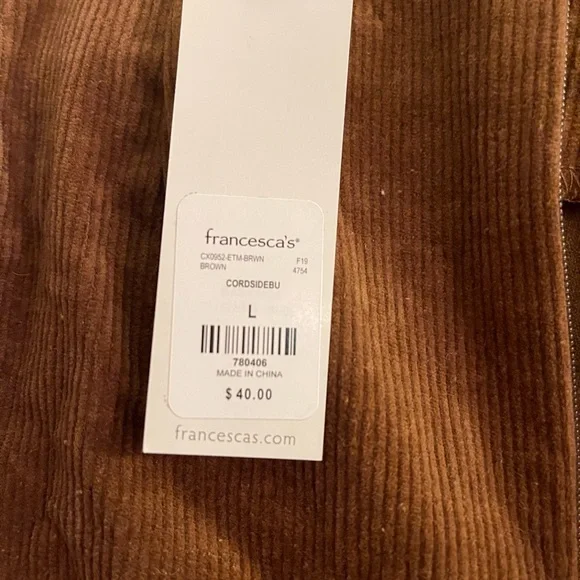 francesca's®
CX0952-ETM-BRWN F19
BROWN 4754
CORDSIDEBU
L
780406
MADE IN CHINA
$ 40.00
francescas.com